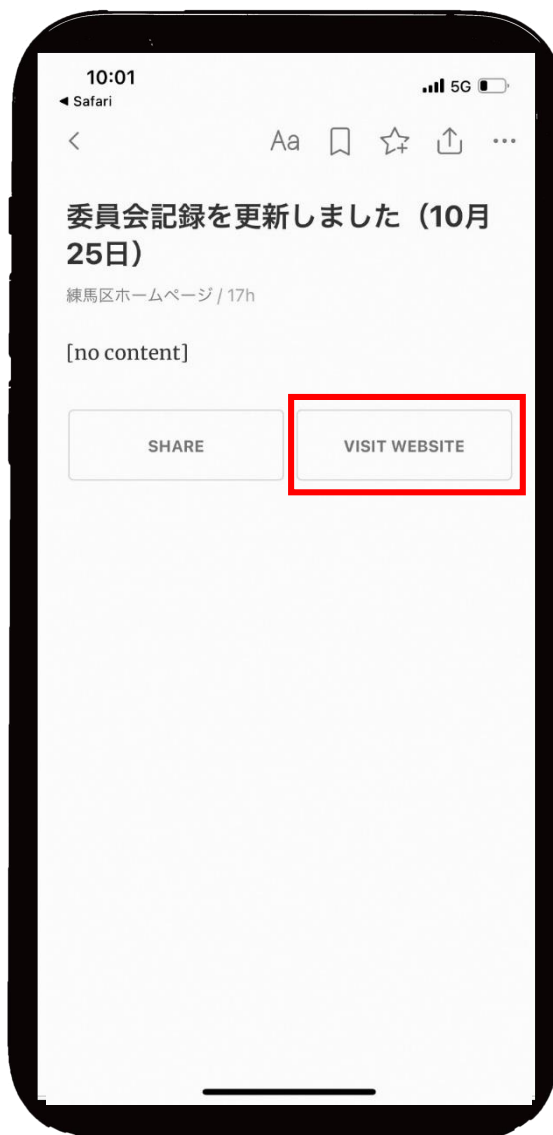 10:01
5G
◀ Safari
Aa
委員会記録を更新しました（10月
25日）
練馬区ホームページ / 17h
[no content]
SHARE
VISIT WEBSITE